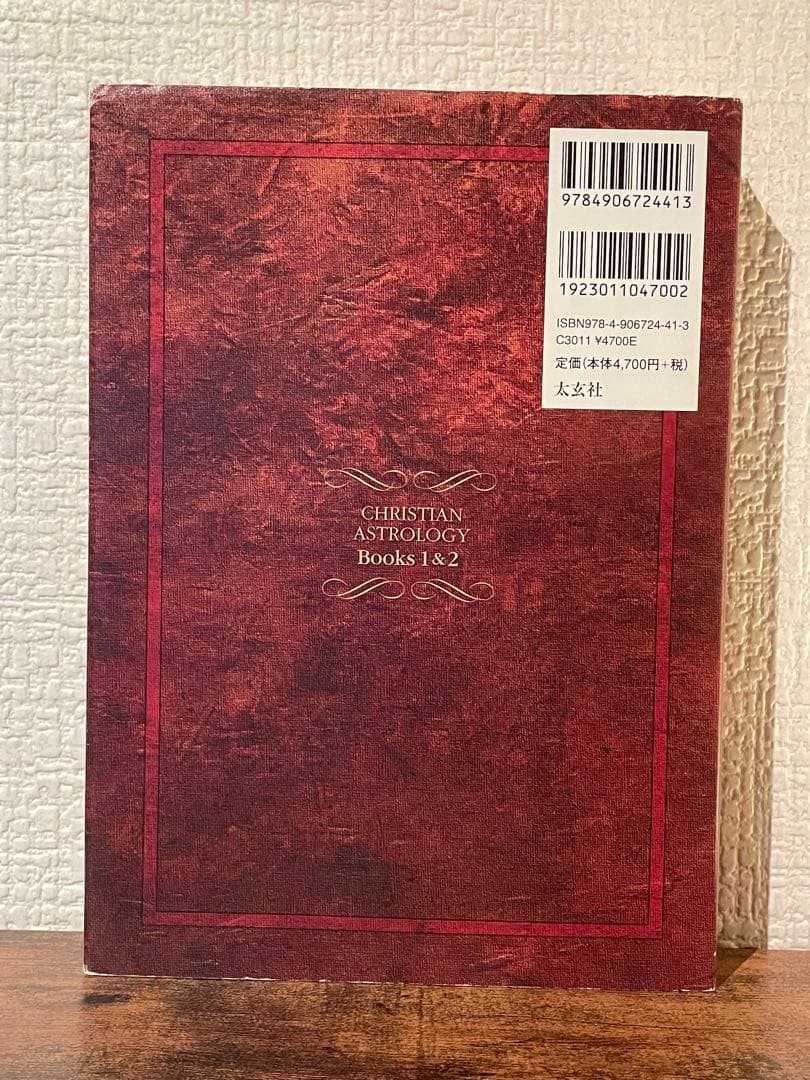 9784906724413
1923011047002
ISBN978-4-906724-41-3
C3011 ¥4700E
定価(本体4,700円+税)
太玄社
CHRISTIAN
ASTROLOGY
Books 1&2